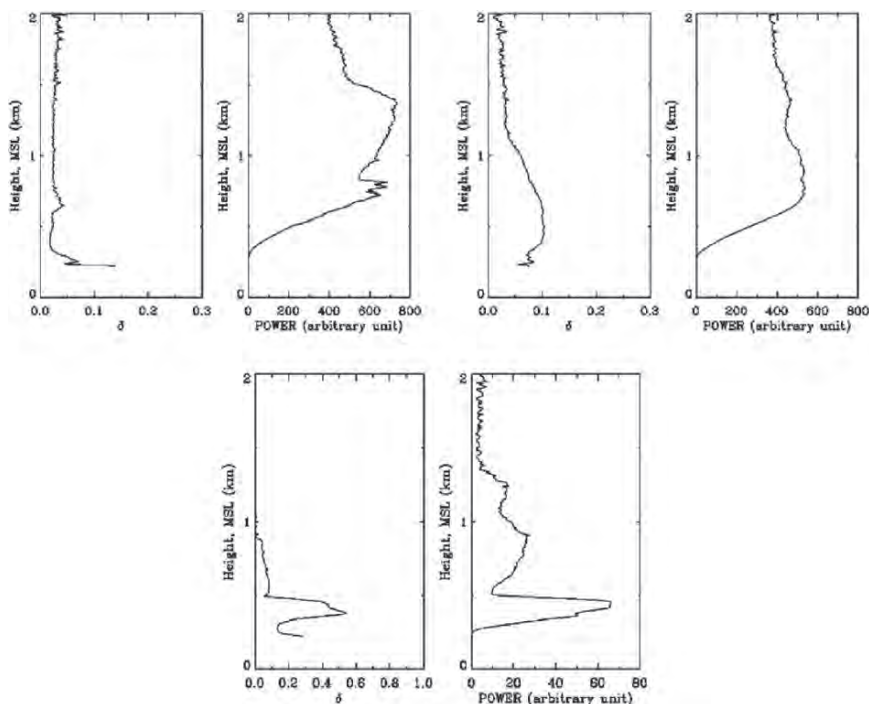 2
1
0
Height, MSL (km)
0.0 0.1 0.2 0.3
δ
2
1
0
Height, MSL (km)
0 200 400 600 800
POWER (arbitrary unit)
2
1
0
Height, MSL (km)
0.0 0.1 0.2 0.3
δ
2
1
0
Height, MSL (km)
0 200 400 600 800
POWER (arbitrary unit)
2
1
0
Height, MSL (km)
0.0 0.2 0.4 0.6 0.8 1.0
δ
2
1
0
Height, MSL (km)
0 20 40 60 80
POWER (arbitrary unit)